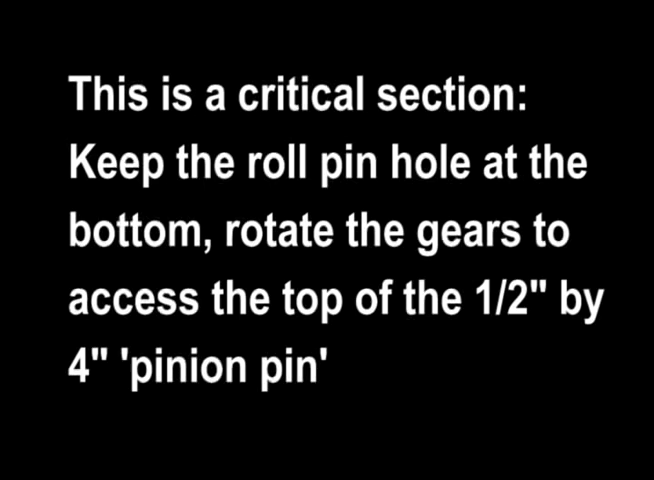 This is a critical section:
Keep the roll pin hole at the
bottom, rotate the gears to
access the top of the 1/2" by
4" 'pinion pin'